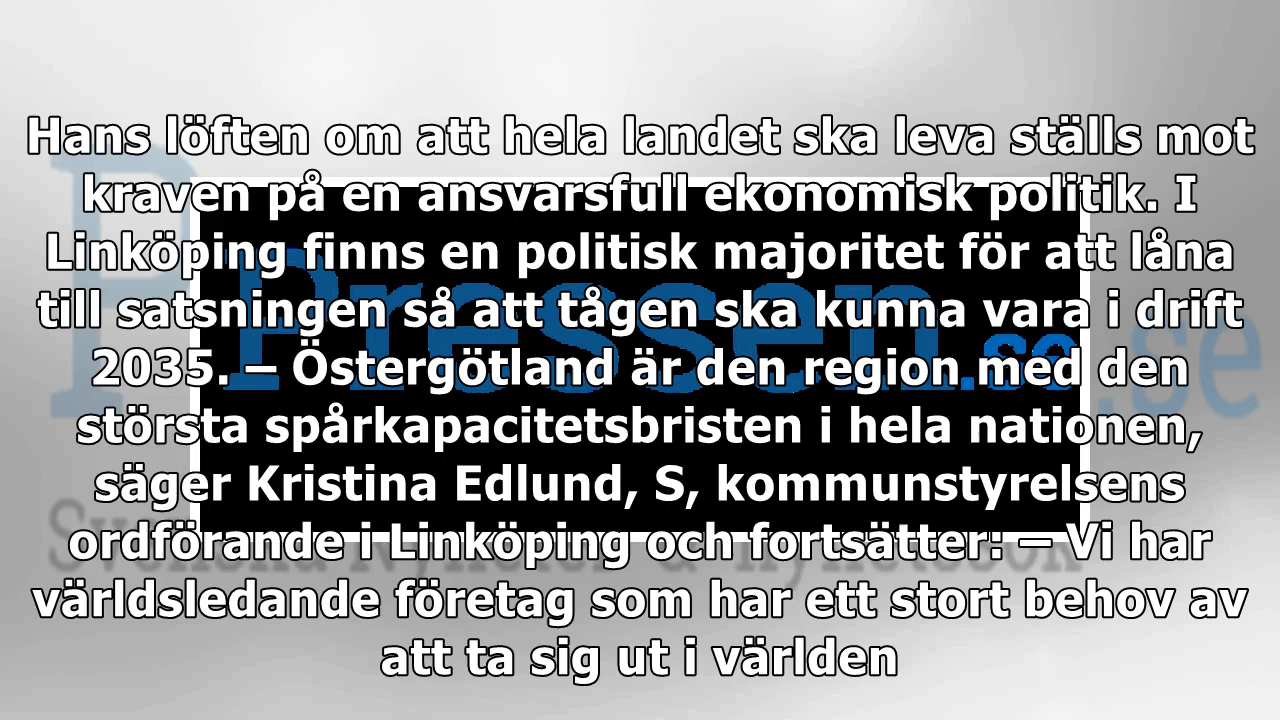 Hans löften om att hela landet ska leva ställs mot
kraven på en ansvarsfull ekonomisk politik. I
Linköping finns en politisk majoritet för att låna
till satsningen så att tågen ska kunna vara i drift
2035. – Östergötland är den region med den
största spårkapacitetsbristen i hela nationen,
säger Kristina Edlund, S, kommunstyrelsens
ordförande i Linköping och fortsätter: – Vi har
världsledande företag som har ett stort behov av
att ta sig ut i världen
Pressen.se
.se